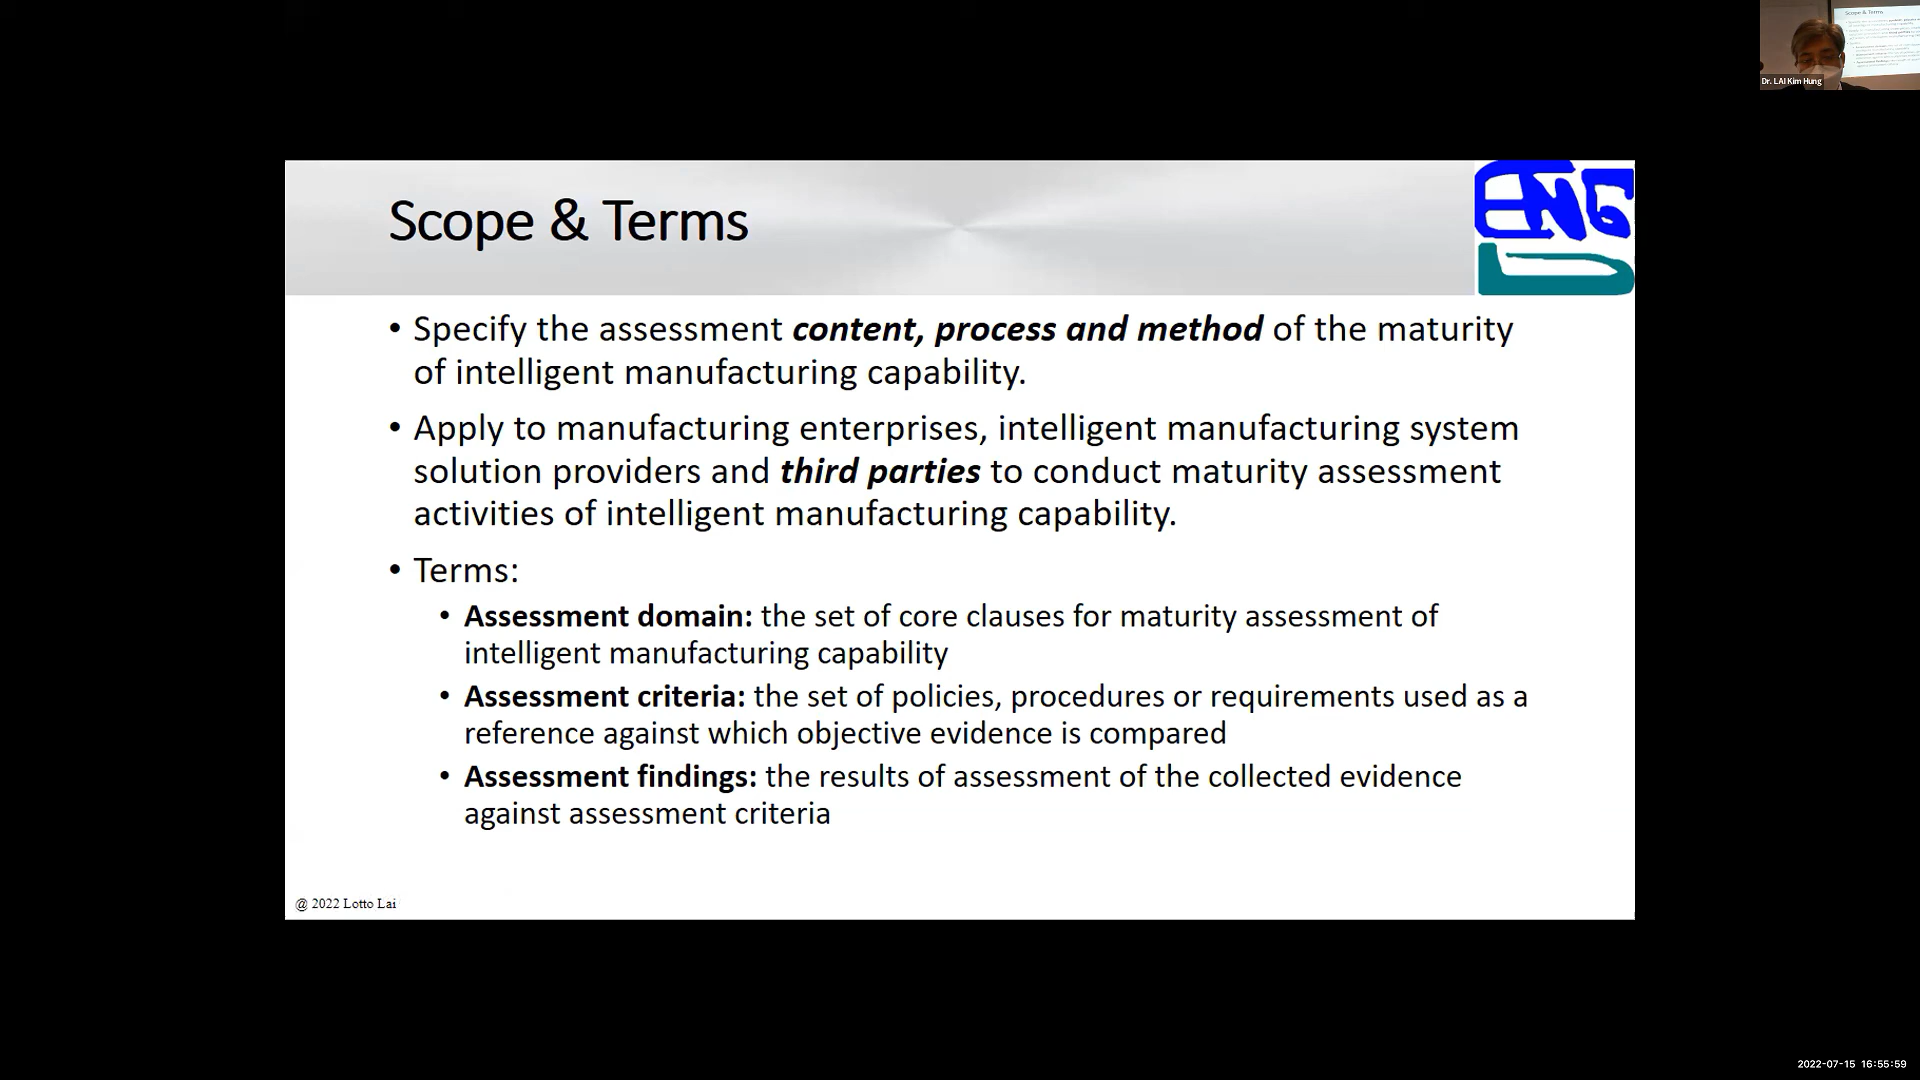 Scope & Terms
Dr. LAI Kim Hung
Scope & Terms
ENG
• Specify the assessment content, process and method of the maturity
of intelligent manufacturing capability.
• Apply to manufacturing enterprises, intelligent manufacturing system
solution providers and third parties to conduct maturity assessment
activities of intelligent manufacturing capability.
• Terms:
• Assessment domain: the set of core clauses for maturity assessment of
intelligent manufacturing capability
• Assessment criteria: the set of policies, procedures or requirements used as a
reference against which objective evidence is compared
• Assessment findings: the results of assessment of the collected evidence
against assessment criteria
@ 2022 Lotto Lai
2022-07-15 16:55:59